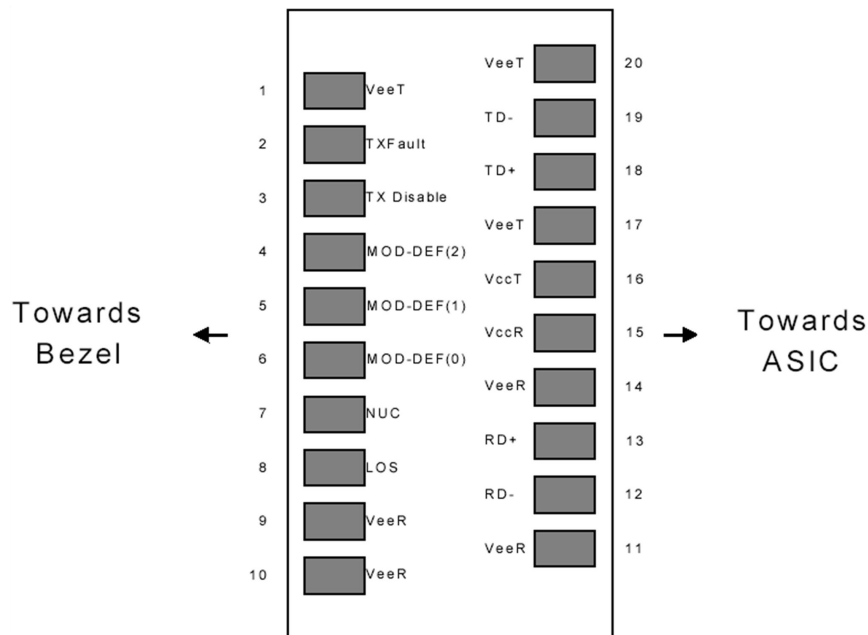 VeeT 20
1 VeeT
TD- 19
2 TXFault
TD+ 18
3 TX Disable
VeeT 17
4 MOD-DEF(2)
VccT 16
5 MOD-DEF(1)
Towards
Bezel
VccR 15
Towards
ASIC
6 MOD-DEF(0)
VeeR 14
7 NUC
RD+ 13
8 LOS
RD- 12
9 VeeR
VeeR 11
10 VeeR